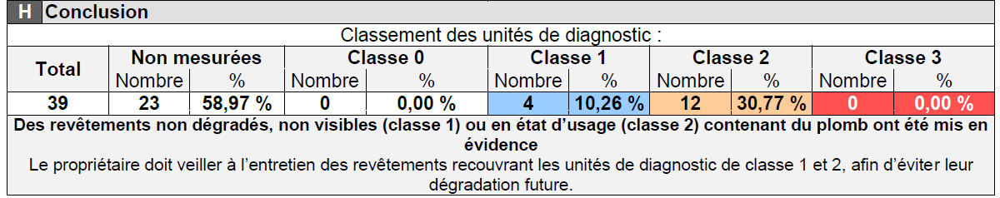 H Conclusion
Classement des unités de diagnostic :
Total Non mesurées Classe 0 Classe 1 Classe 2 Classe 3
Nombre % Nombre % Nombre % Nombre % Nombre %
39 23 58,97 % 0 0,00 % 4 10,26 % 12 30,77 % 0 0,00 %
Des revêtements non dégradés, non visibles (classe 1) ou en état d’usage (classe 2) contenant du plomb ont été mis en
évidence
Le propriétaire doit veiller à l’entretien des revêtements recouvrant les unités de diagnostic de classe 1 et 2, afin d’éviter leur
dégradation future.